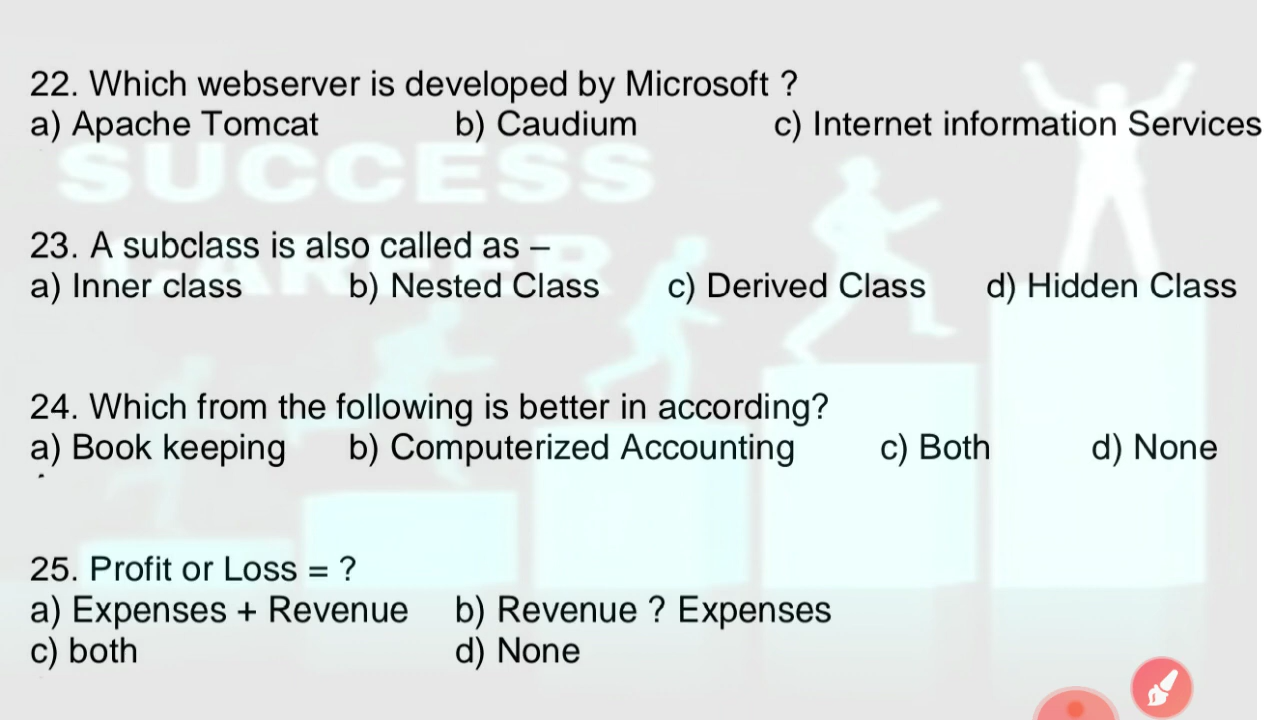 22. Which webserver is developed by Microsoft ?
a) Apache Tomcat b) Caudium c) Internet information Services
SUCCESS
23. A subclass is also called as –
CAREER
a) Inner class b) Nested Class c) Derived Class d) Hidden Class
24. Which from the following is better in according?
a) Book keeping b) Computerized Accounting c) Both d) None
25. Profit or Loss = ?
a) Expenses + Revenue b) Revenue ? Expenses
c) both d) None